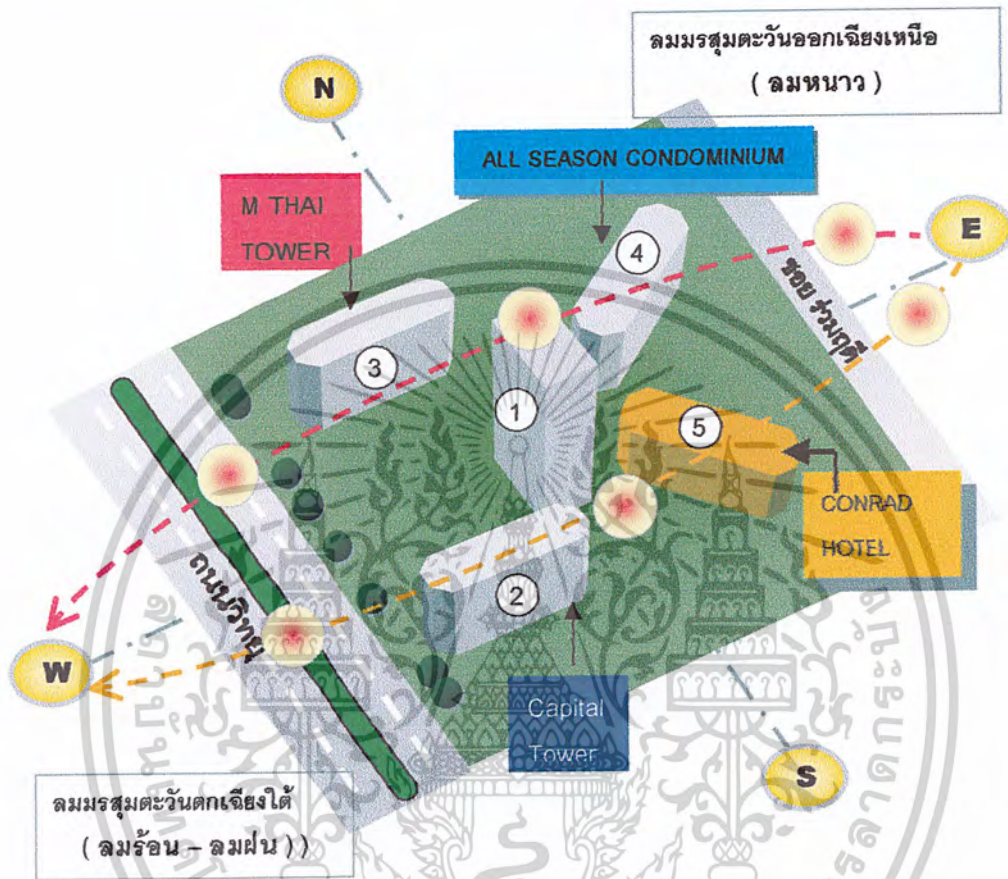 ลมมรสุมตะวันออกเฉียงเหนือ
( ลมหนาว )
N
ALL SEASON CONDOMINIUM
M THAI
TOWER
E
4
ซอย ร่วมฤดี
3
1
5
CONRAD
HOTEL
2
ถนนวิทยุ
W
Capital
Tower
S
ลมมรสุมตะวันตกเฉียงใต้
( ลมร้อน – ลมฝน ) )